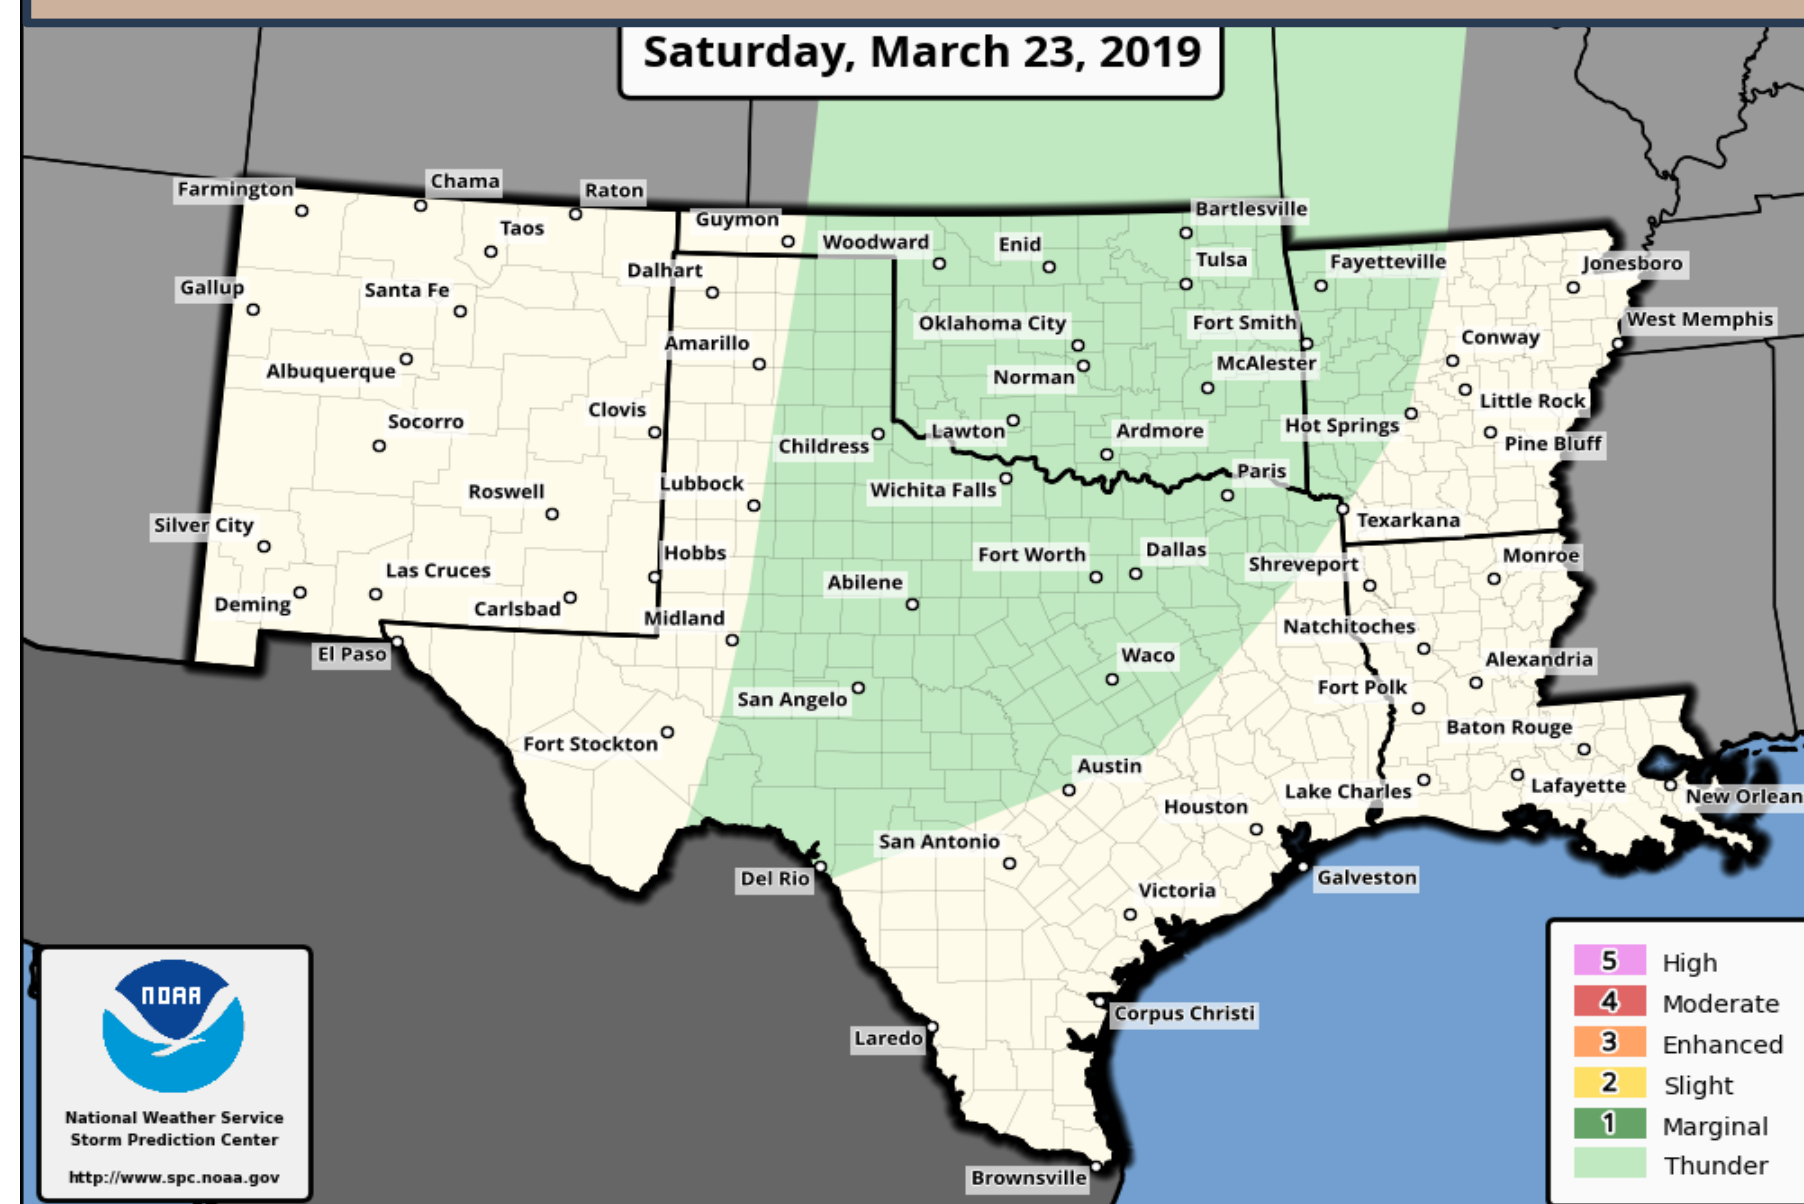 Saturday, March 23, 2019
Farmington
Chama
Raton
Taos
Guymon
Woodward
Enid
Bartlesville
Tulsa
Fayetteville
Jonesboro
Gallup
Santa Fe
Dalhart
Oklahoma City
Fort Smith
West Memphis
Albuquerque
Amarillo
Norman
McAlester
Conway
Little Rock
Socorro
Clovis
Childress
Lawton
Ardmore
Hot Springs
Pine Bluff
Roswell
Lubbock
Wichita Falls
Paris
Texarkana
Silver City
Hobbs
Fort Worth
Dallas
Shreveport
Monroe
Las Cruces
Abilene
Deming
Carlsbad
Midland
Natchitoches
El Paso
Waco
Alexandria
San Angelo
Fort Polk
Fort Stockton
Baton Rouge
Austin
Lake Charles
Lafayette
New Orlean
Houston
San Antonio
Del Rio
Galveston
Victoria
Corpus Christi
Laredo
Brownsville
NOAA
National Weather Service
Storm Prediction Center
http://www.spc.noaa.gov
5 High
4 Moderate
3 Enhanced
2 Slight
1 Marginal
Thunder